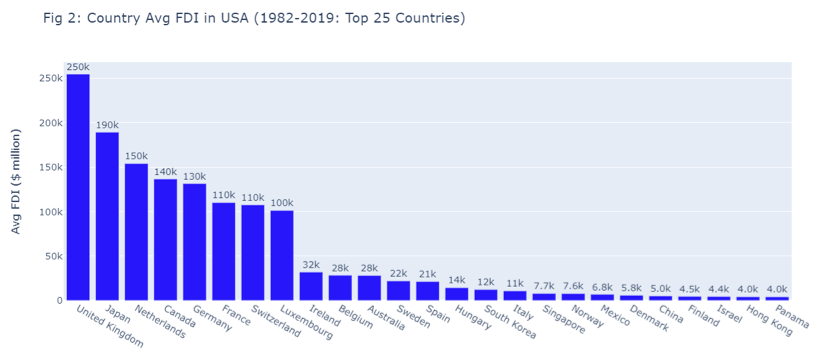 Fig 2: Country Avg FDI in USA (1982-2019: Top 25 Countries)
Avg FDI ($ million)
250k
200k
150k
100k
50k
0
250k
190k
150k
140k
130k
110k
110k
100k
32k
28k
28k
22k
21k
14k
12k
11k
7.7k
7.6k
6.8k
5.8k
5.0k
4.5k
4.4k
4.0k
4.0k
United Kingdom
Japan
Netherlands
Canada
Germany
France
Switzerland
Luxembourg
Ireland
Belgium
Australia
Sweden
Spain
Hungary
South Korea
Italy
Singapore
Norway
Mexico
Denmark
China
Finland
Israel
Hong Kong
Panama